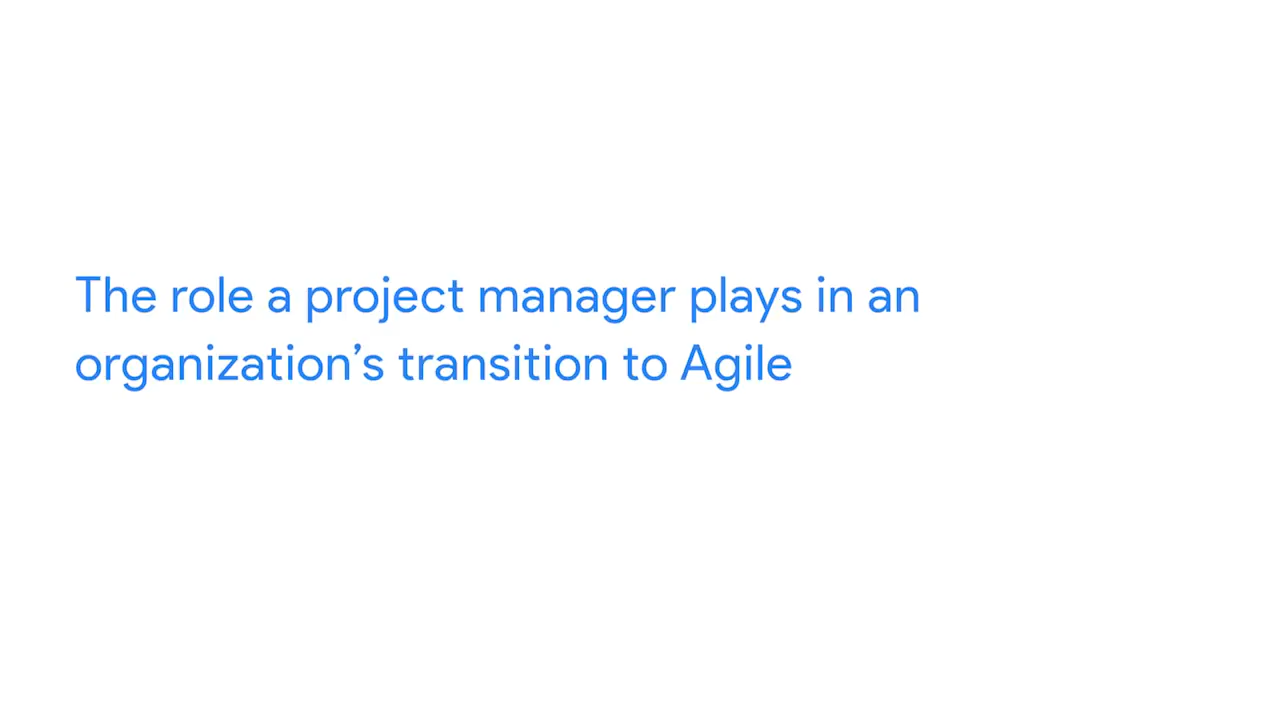 The role a project manager plays in an
organization’s transition to Agile